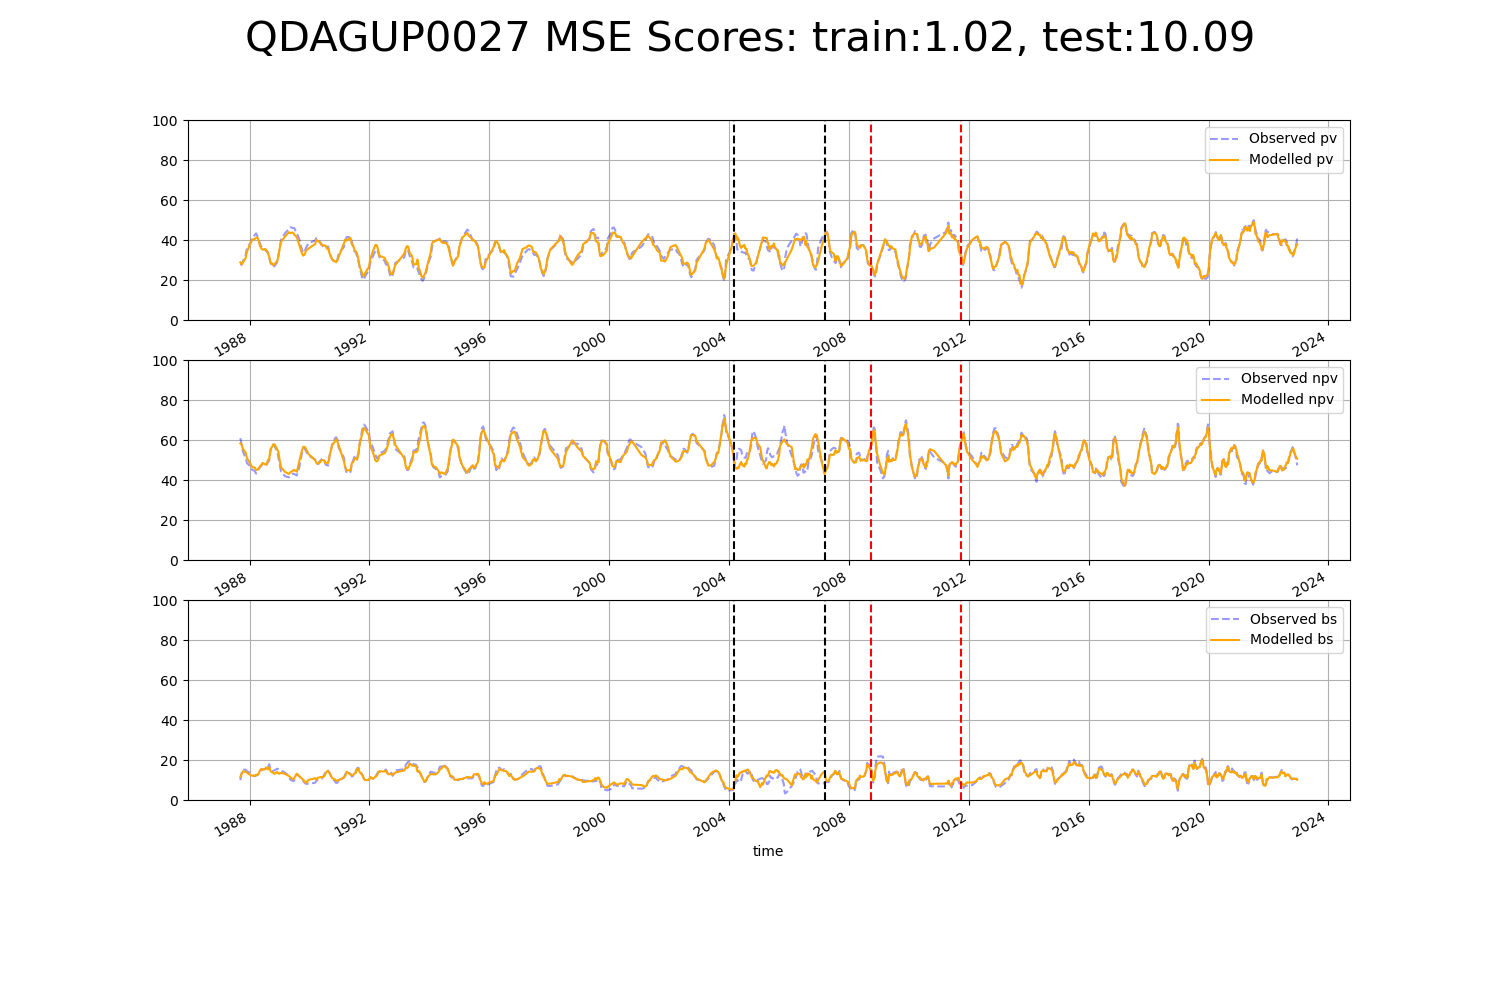 QDAGUP0027 MSE Scores: train:1.02, test:10.09
100
80
60
40
20
0
Observed pv
Modelled pv
1988 1992 1996 2000 2004 2008 2012 2016 2020 2024
100
80
60
40
20
0
Observed npv
Modelled npv
1988 1992 1996 2000 2004 2008 2012 2016 2020 2024
100
80
60
40
20
0
Observed bs
Modelled bs
1988 1992 1996 2000 2004 2008 2012 2016 2020 2024
time